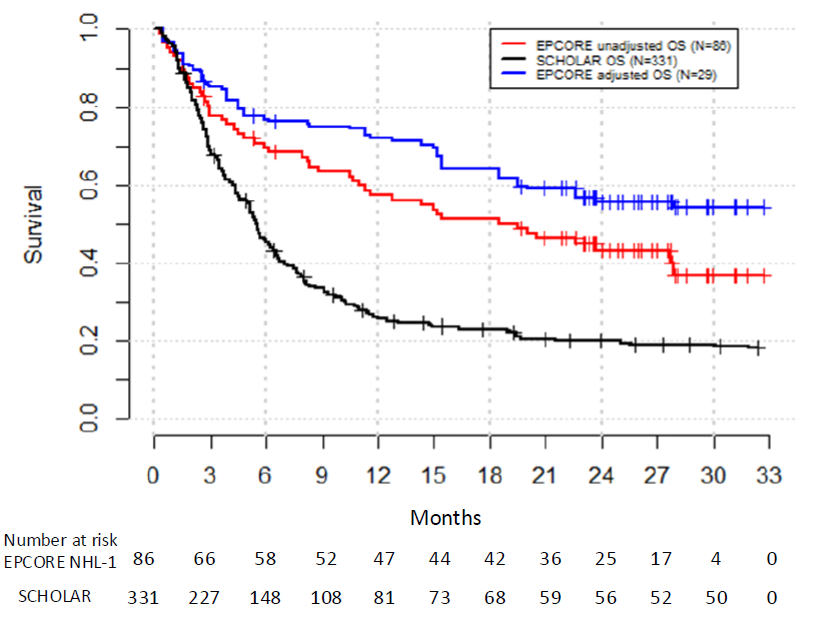 EPCORE unadjusted OS (N=86)
SCHOLAR OS (N=331)
EPCORE adjusted OS (N=29)
1.0
0.8
0.6
0.4
0.2
0.0
Survival
0 3 6 9 12 15 18 21 24 27 30 33
Months
Number at risk
EPCORE NHL-1 86 66 58 52 47 44 42 36 25 17 4 0
SCHOLAR 331 227 148 108 81 73 68 59 56 52 50 0